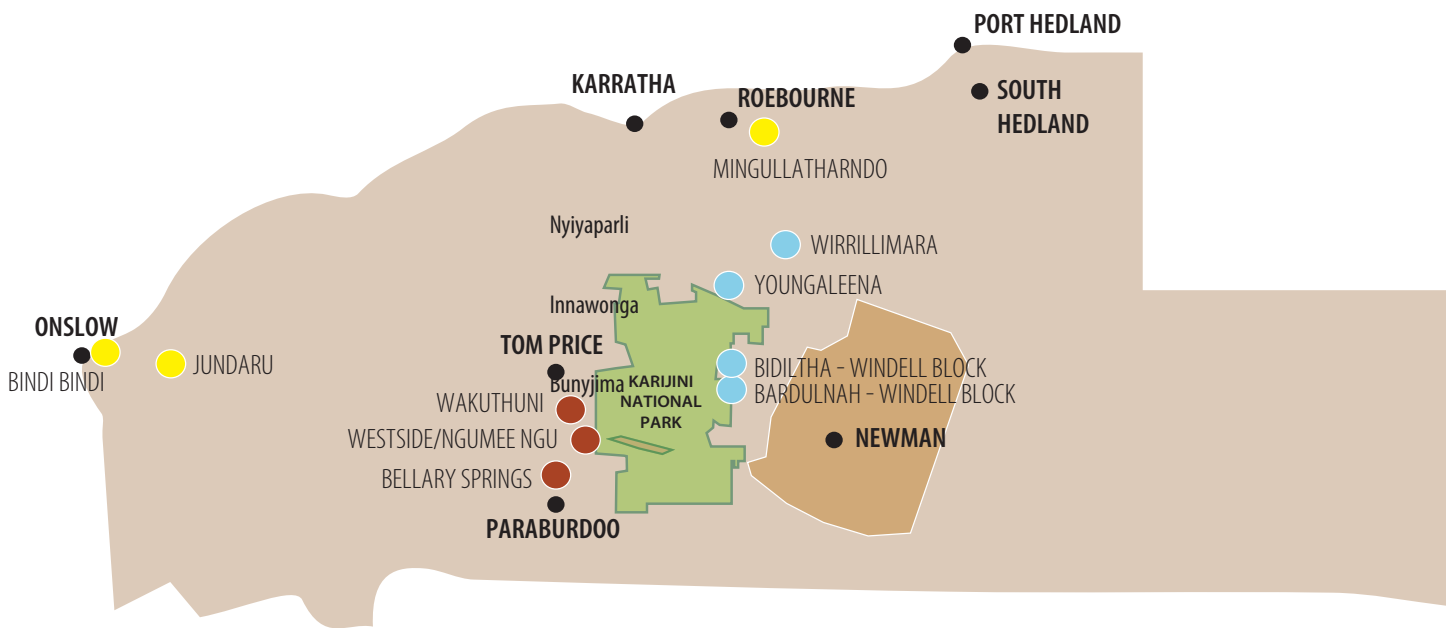 PORT HEDLAND
KARRATHA
ROEBOURNE
SOUTH
HEDLAND
MINGULLATHARNDO
Nyiyaparli
WIRRILLIMARA
YOUNGALEENA
Innawonga
ONSLOW
TOM PRICE
JUNDARU
BIDILTHA - WINDELL BLOCK
BINDI BINDI
Bunyjima
KARIJINI
NATIONAL
PARK
BARDULNAH - WINDELL BLOCK
WAKUTHUNI
WESTSIDE/NGUMEE NGU
NEWMAN
BELLARY SPRINGS
PARABURDOO